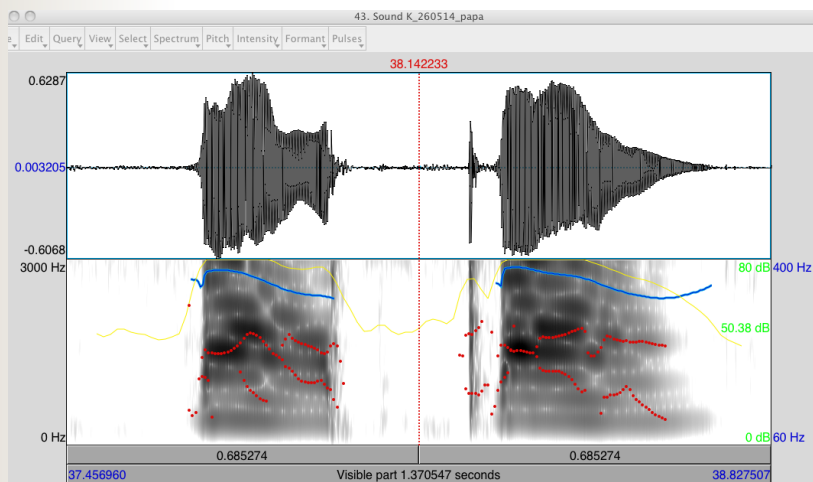 43. Sound K_260514_papa
e Edit Query View Select Spectrum Pitch Intensity Formant Pulses
38.142233
0.6287
0.003205
-0.6068
3000 Hz 80 dB 400 Hz
50.38 dB
0 Hz 0 dB 60 Hz
0.685274 0.685274
37.456960 Visible part 1.370547 seconds 38.827507